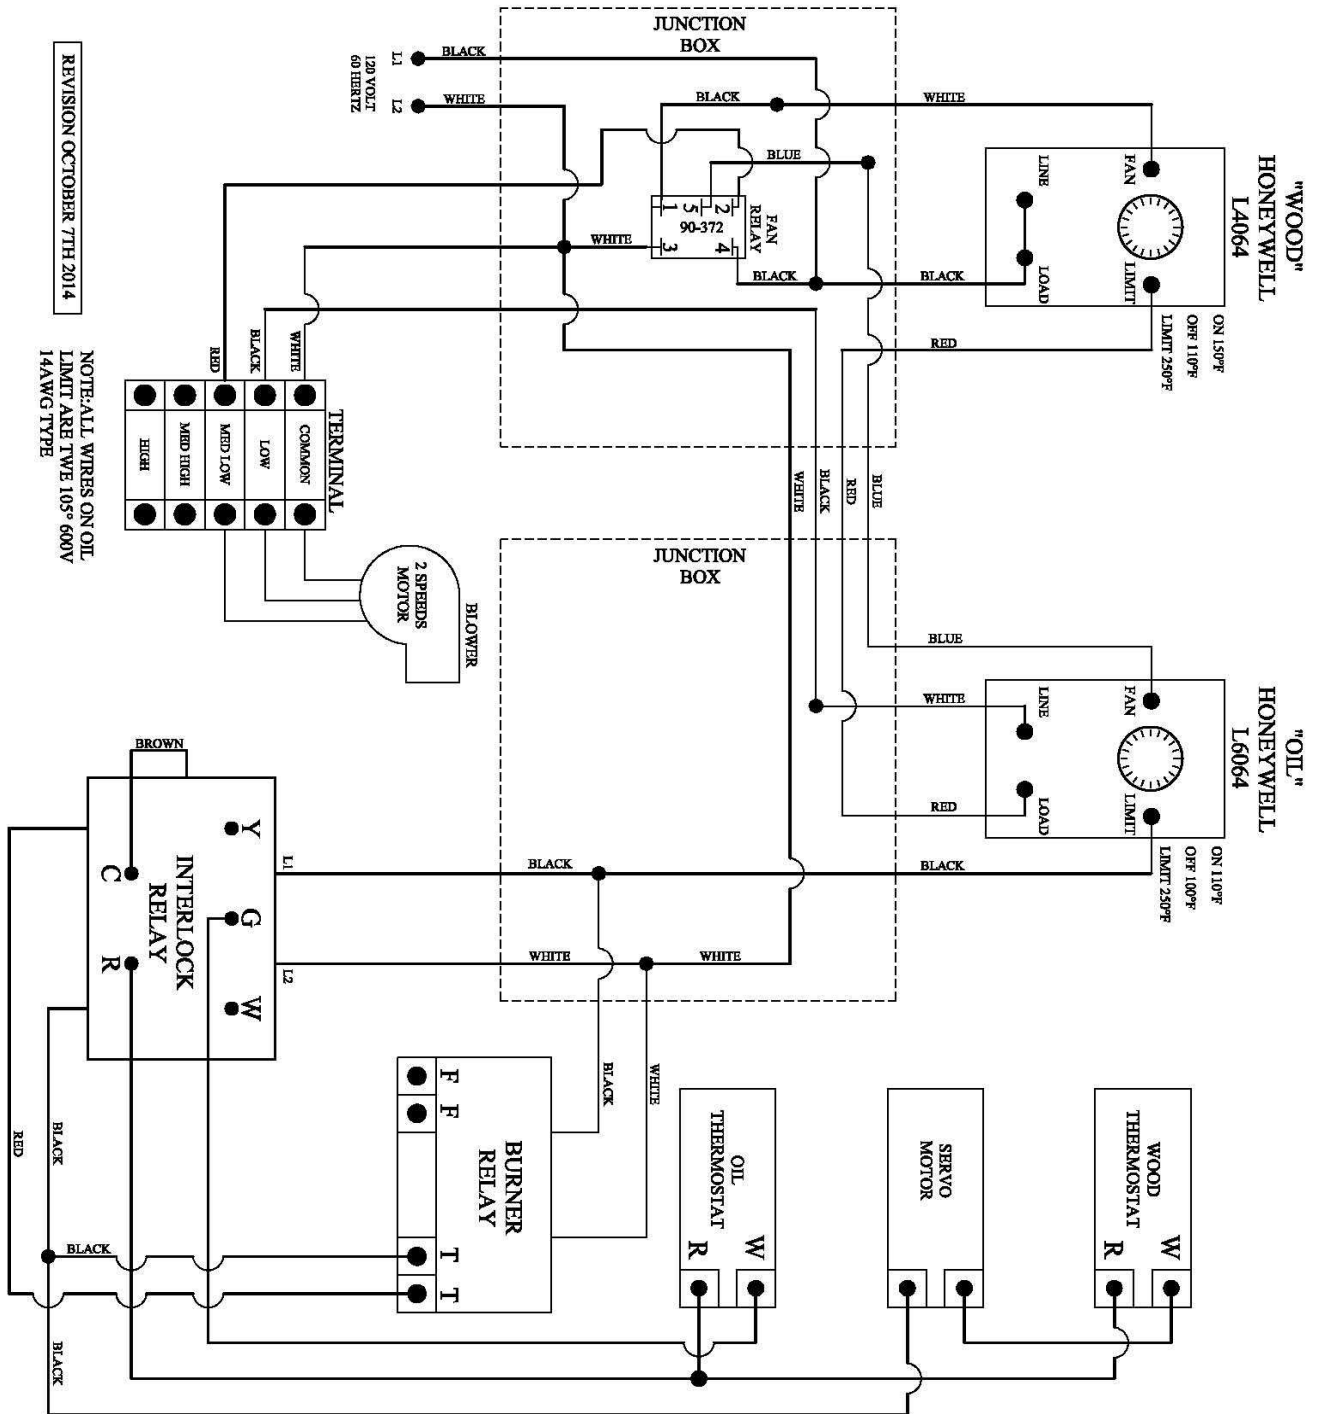 JUNCTION
BOX
L1
BLACK
L2
WHITE
120 VOLT
60 HERTZ
BLACK
WHITE
BLUE
1
5
2
90-372
3
4
FAN
RELAY
WHITE
BLACK
BLACK
"WOOD"
HONEYWELL
L4064
FAN
LINE
LOAD
LIMIT
ON 150°F
OFF 110°F
LIMIT 250°F
RED
REVISION OCTOBER 7TH 2014
NOTE:ALL WIRES ON OIL
LIMIT ARE TWE 105° 600V
14AWG TYPE
RED
BLACK
WHITE
TERMINAL
HIGH
MED HIGH
MED LOW
LOW
COMMON
WHITE
BLACK
RED
BLUE
2 SPEEDS
MOTOR
BLOWER
JUNCTION
BOX
BLUE
WHITE
RED
BLACK
"OIL"
HONEYWELL
L6064
FAN
LINE
LOAD
LIMIT
ON 110°F
OFF 100°F
LIMIT 250°F
BROWN
Y
C
G
R
W
INTERLOCK
RELAY
L1
L2
BLACK
WHITE
WHITE
RED
BLACK
BLACK
BLACK
BLACK
WHITE
F
F
BURNER
RELAY
T
T
OIL
THERMOSTAT
R
W
SERVO
MOTOR
WOOD
THERMOSTAT
R
W